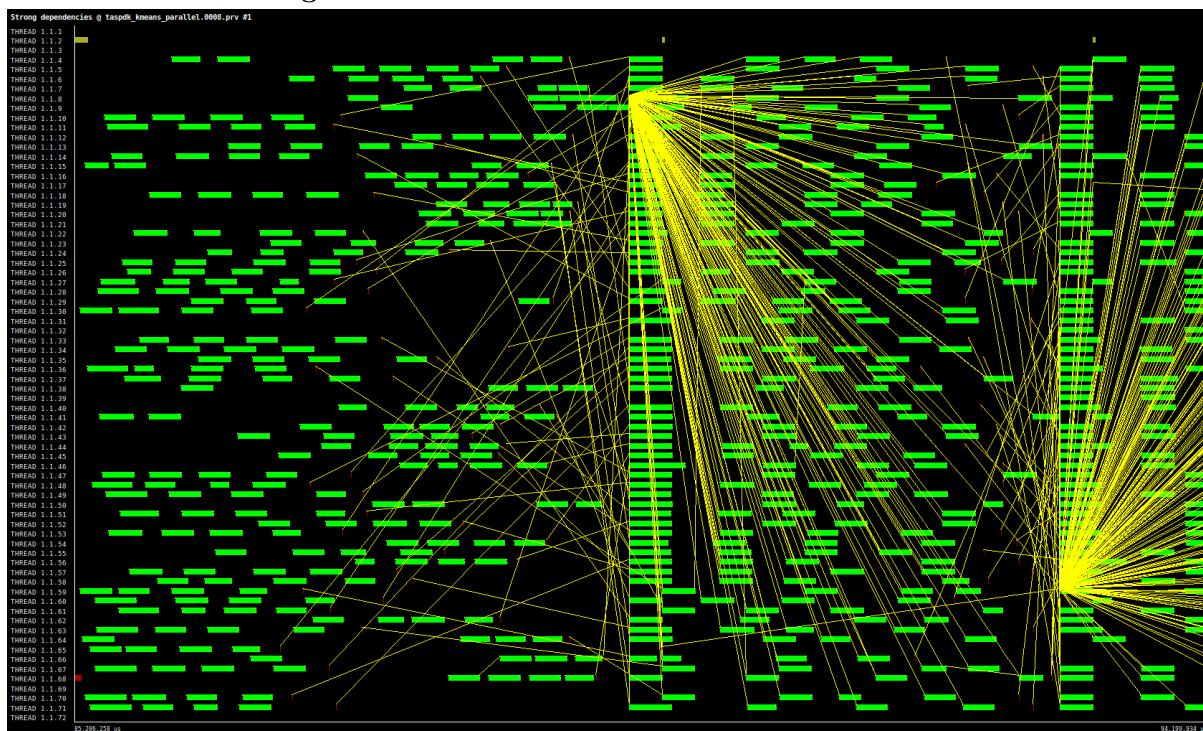 Strong dependencies @ taspdk_kmeans_parallel.0008.prv #1
THREAD 1.1.1
THREAD 1.1.2
THREAD 1.1.3
THREAD 1.1.4
THREAD 1.1.5
THREAD 1.1.6
THREAD 1.1.7
THREAD 1.1.8
THREAD 1.1.9
THREAD 1.1.10
THREAD 1.1.11
THREAD 1.1.12
THREAD 1.1.13
THREAD 1.1.14
THREAD 1.1.15
THREAD 1.1.16
THREAD 1.1.17
THREAD 1.1.18
THREAD 1.1.19
THREAD 1.1.20
THREAD 1.1.21
THREAD 1.1.22
THREAD 1.1.23
THREAD 1.1.24
THREAD 1.1.25
THREAD 1.1.26
THREAD 1.1.27
THREAD 1.1.28
THREAD 1.1.29
THREAD 1.1.30
THREAD 1.1.31
THREAD 1.1.32
THREAD 1.1.33
THREAD 1.1.34
THREAD 1.1.35
THREAD 1.1.36
THREAD 1.1.37
THREAD 1.1.38
THREAD 1.1.39
THREAD 1.1.40
THREAD 1.1.41
THREAD 1.1.42
THREAD 1.1.43
THREAD 1.1.44
THREAD 1.1.45
THREAD 1.1.46
THREAD 1.1.47
THREAD 1.1.48
THREAD 1.1.49
THREAD 1.1.50
THREAD 1.1.51
THREAD 1.1.52
THREAD 1.1.53
THREAD 1.1.54
THREAD 1.1.55
THREAD 1.1.56
THREAD 1.1.57
THREAD 1.1.58
THREAD 1.1.59
THREAD 1.1.60
THREAD 1.1.61
THREAD 1.1.62
THREAD 1.1.63
THREAD 1.1.64
THREAD 1.1.65
THREAD 1.1.66
THREAD 1.1.67
THREAD 1.1.68
THREAD 1.1.69
THREAD 1.1.70
THREAD 1.1.71
THREAD 1.1.72
85.286.258 us
94.199.934 u